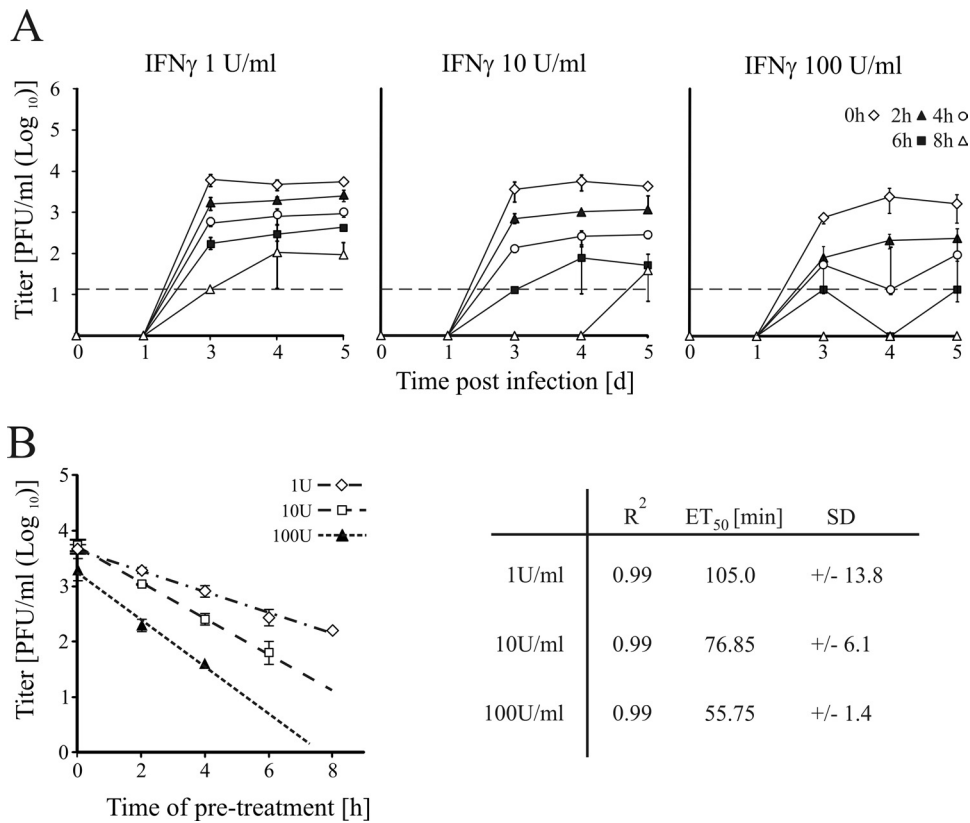 A
IFNγ 1 U/ml
IFNγ 10 U/ml
IFNγ 100 U/ml
Titer [PFU/ml (Log 10)]
6
5
4
3
2
1
0h 2h 4h
6h 8h
0 1 3 4 5
0 1 3 4 5
0 1 3 4 5
Time post infection [d]
B
Titer [PFU/ml (Log 10)]
5
4
3
2
1
0
1U
10U
100U
0 2 4 6 8
Time of pre-treatment [h]
R2 ET50 [min] SD
1U/ml 0.99 105.0 +/- 13.8
10U/ml 0.99 76.85 +/- 6.1
100U/ml 0.99 55.75 +/- 1.4